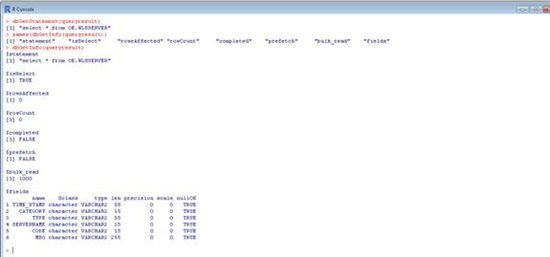 R Console
> dbGetStatement(queryresult)
[1] "select * from OE.WLSSERVER"
> names(dbGetInfo(queryresult))
[1] "statement" "isSelect" "rowsAffected" "rowCount" "completed" "prefetch" "bulk_read" "fields"
> dbGetInfo(queryresult)
$statement
[1] "select * from OE.WLSSERVER"
$isSelect
[1] TRUE
$rowsAffected
[1] 0
$rowCount
[1] 0
$completed
[1] FALSE
$prefetch
[1] FALSE
$bulk_read
[1] 1000
$fields
name Sclass type len precision scale nullOK
1 TIME_STAMP character VARCHAR2 55 0 0 TRUE
2 CATEGORY character VARCHAR2 15 0 0 TRUE
3 TYPE character VARCHAR2 55 0 0 TRUE
4 SERVERNAME character VARCHAR2 15 0 0 TRUE
5 CODE character VARCHAR2 15 0 0 TRUE
6 MSG character VARCHAR2 255 0 0 TRUE
>